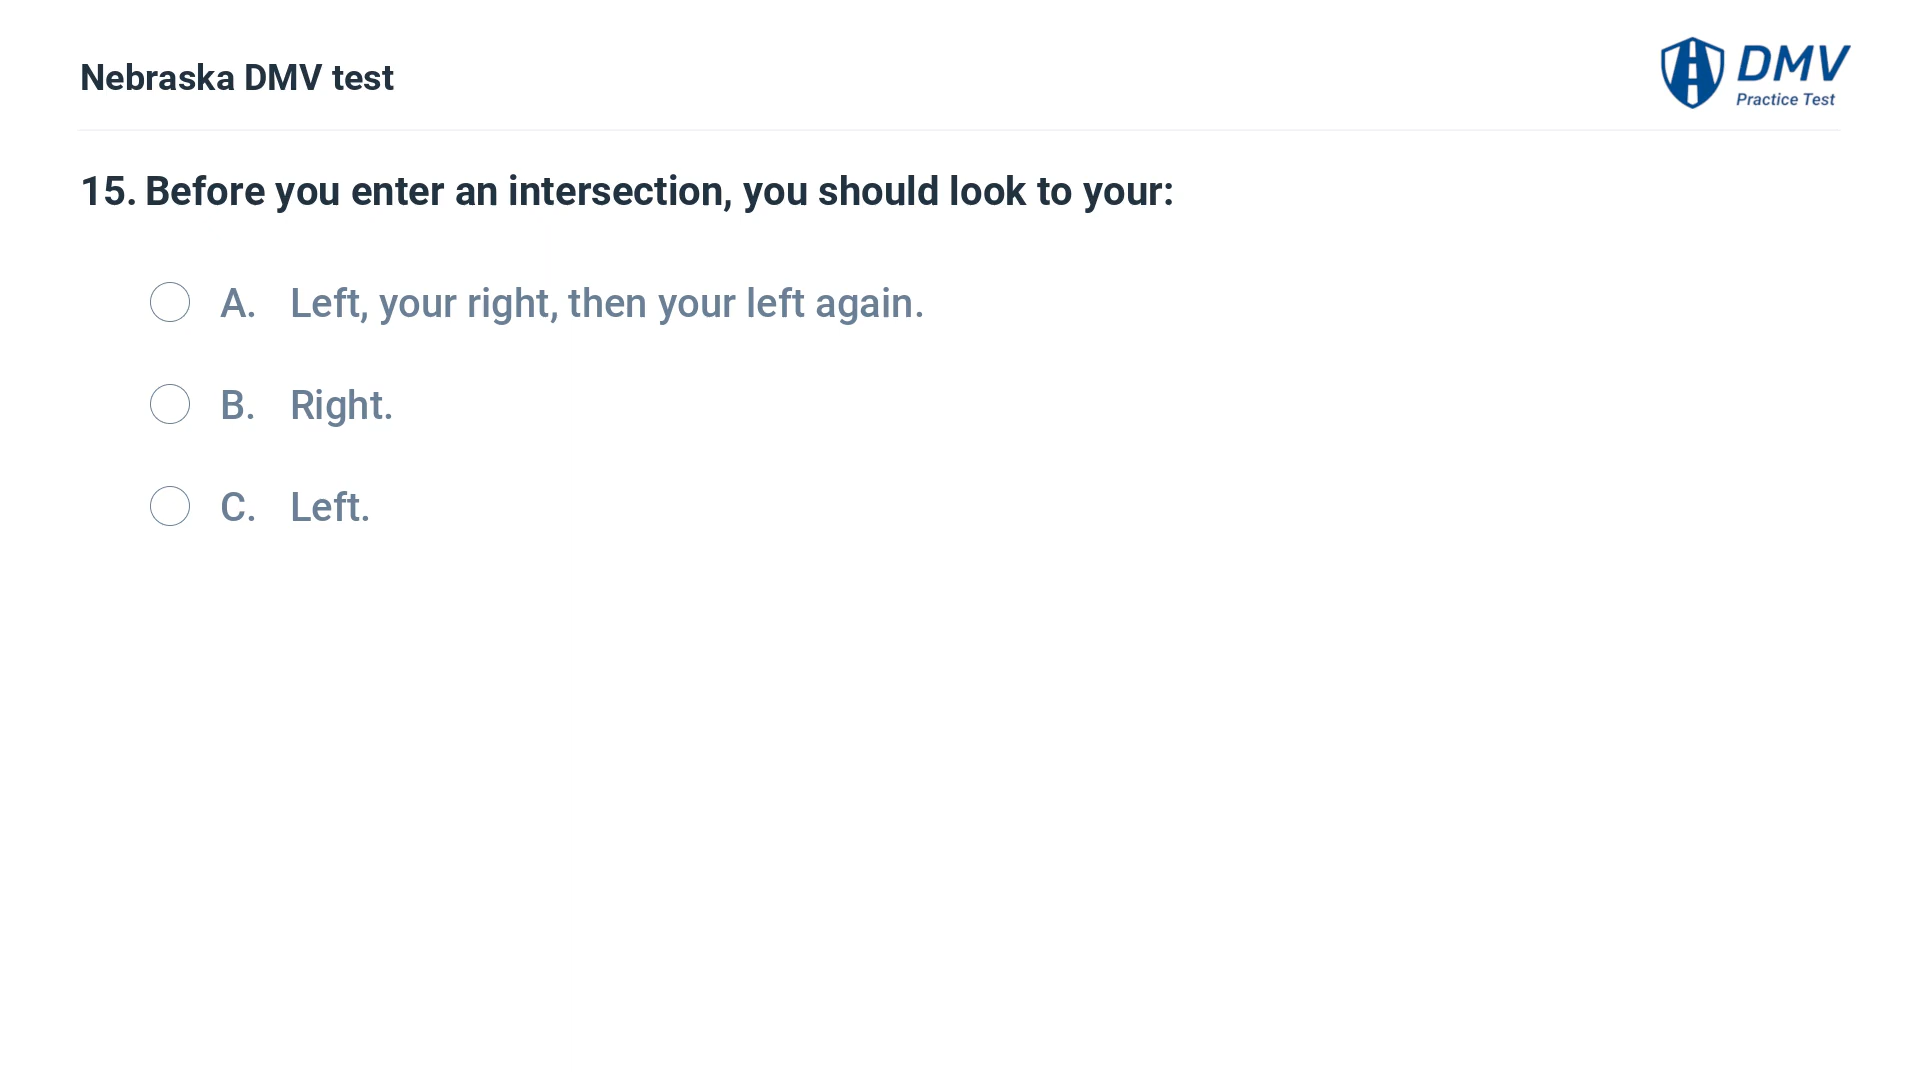 Nebraska DMV test
DMV
Practice Test
15. Before you enter an intersection, you should look to your:
A. Left, your right, then your left again.
B. Right.
C. Left.